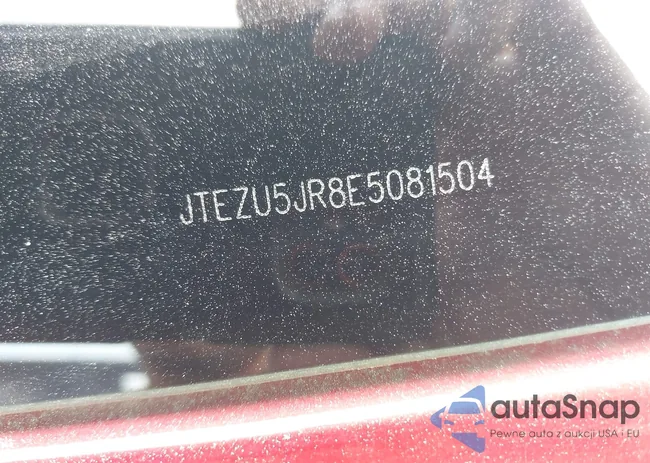 JTEZU5JR8E5081504
autaSnap
Pewne auto z aukcji USA i EU